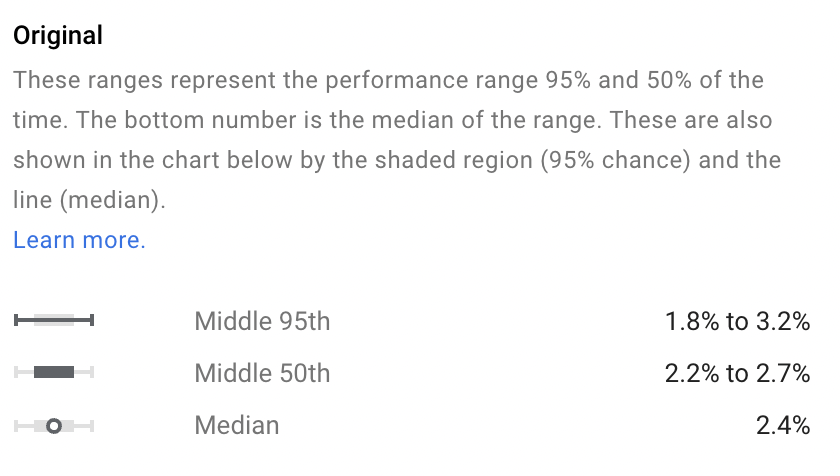 Original
These ranges represent the performance range 95% and 50% of the
time. The bottom number is the median of the range. These are also
shown in the chart below by the shaded region (95% chance) and the
line (median).
Learn more.
Middle 95th 1.8% to 3.2%
Middle 50th 2.2% to 2.7%
Median 2.4%